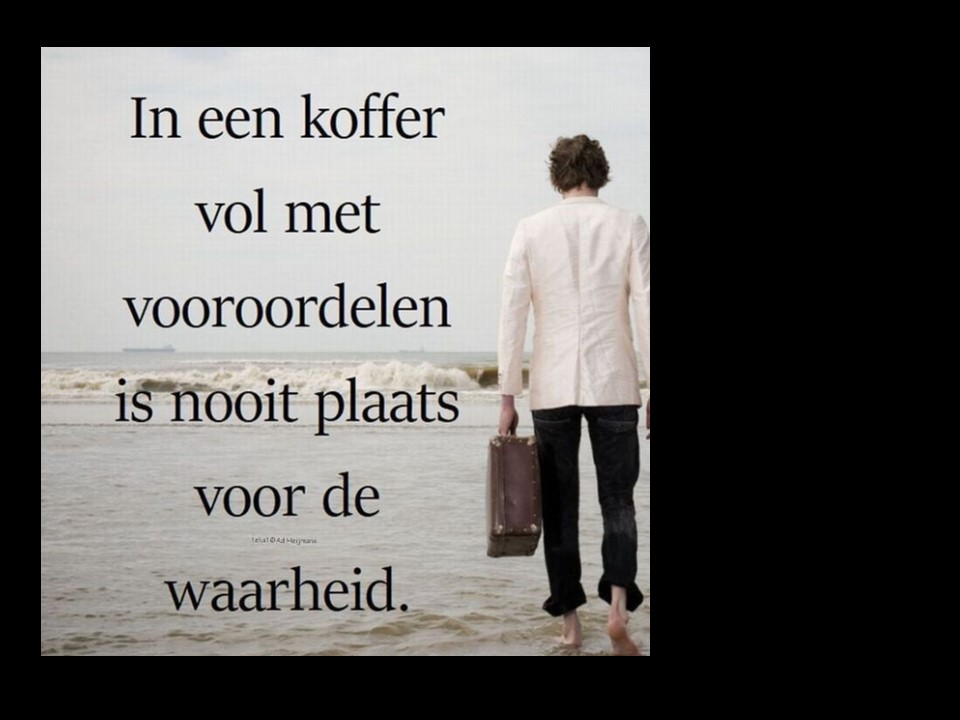 In een koffer
vol met
vooroordelen
is nooit plaats
voor de
waarheid.